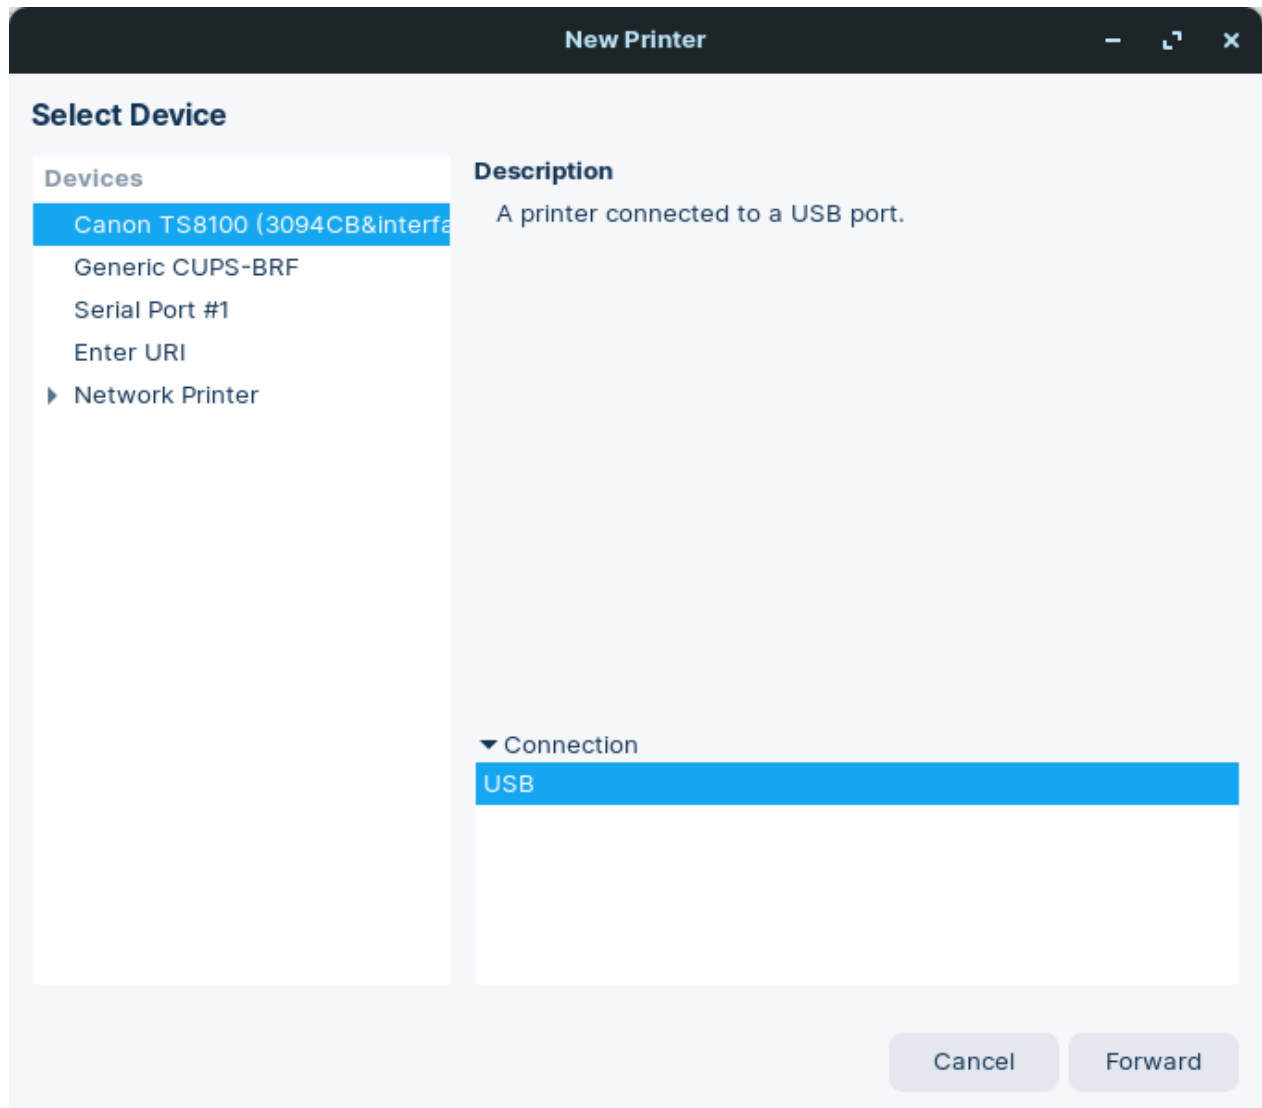 New Printer
Select Device
Devices
Canon TS8100 (3094CB&interfa
Generic CUPS-BRF
Serial Port #1
Enter URI
Network Printer
Description
A printer connected to a USB port.
Connection
USB
Cancel
Forward